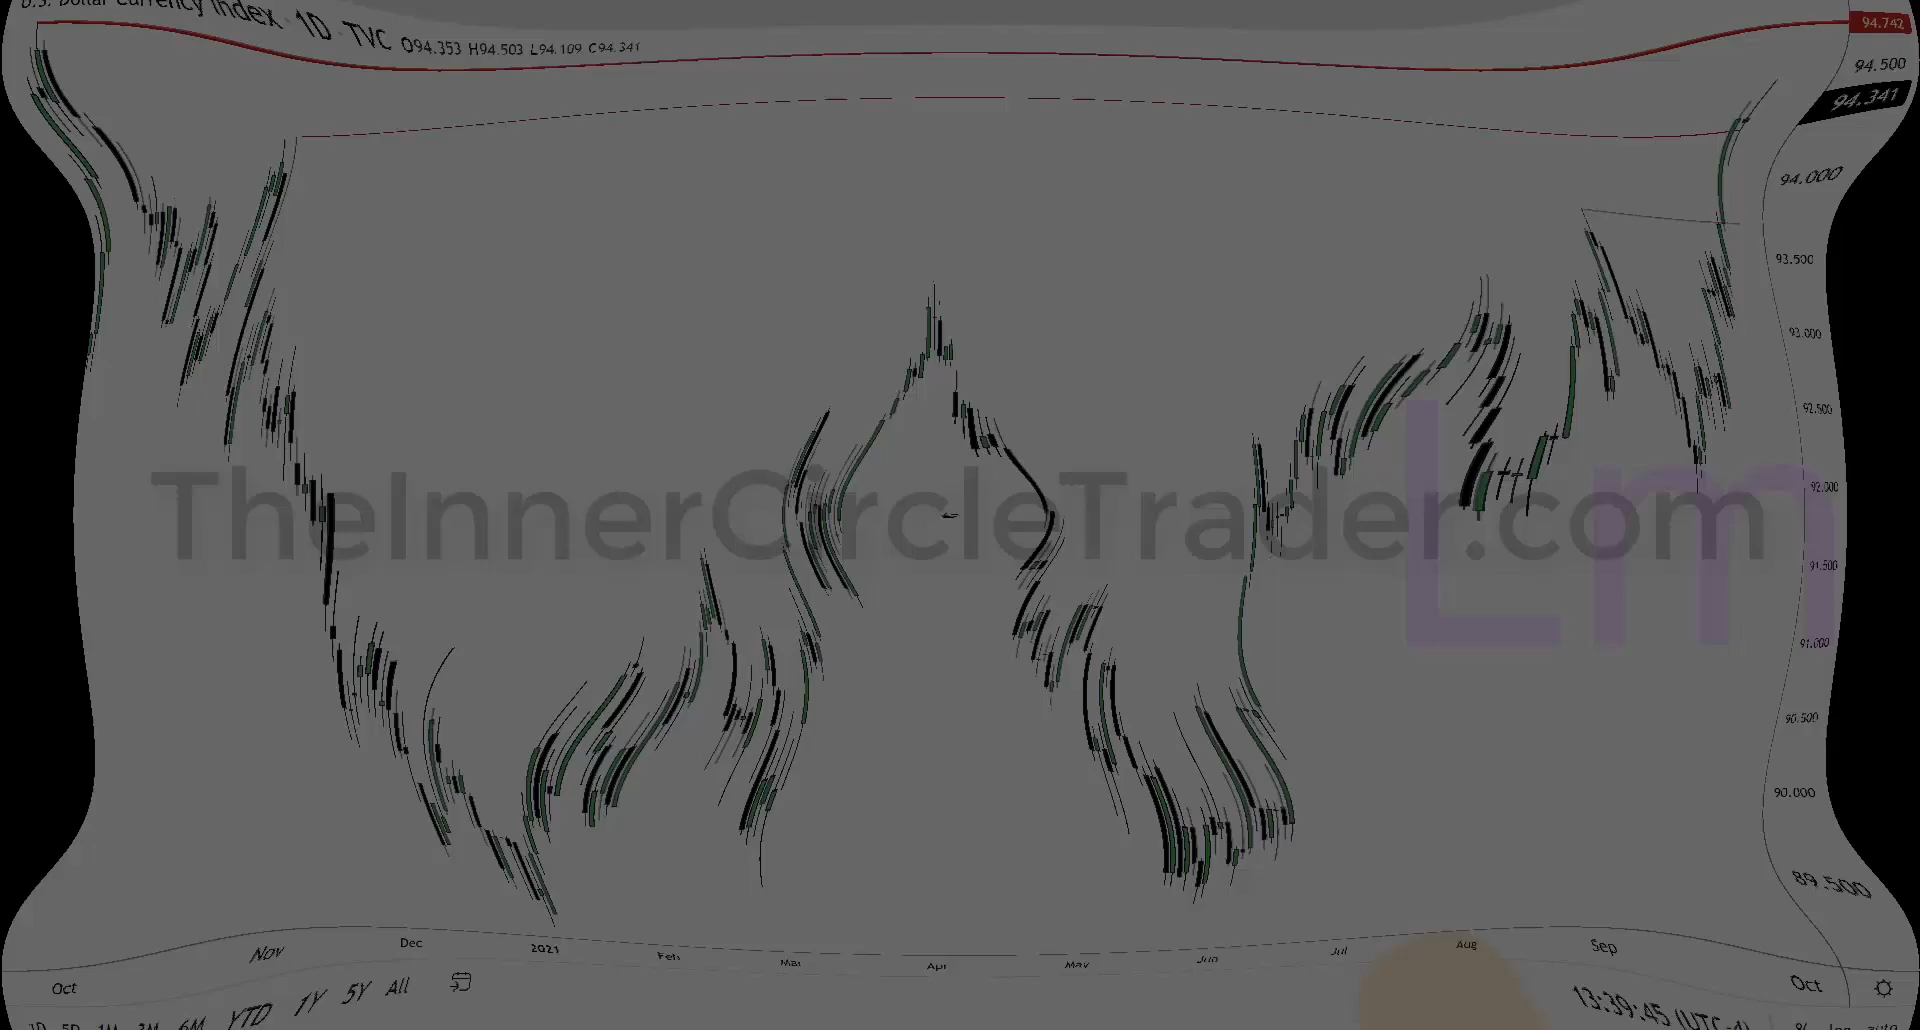 U.S. Dollar Currency Index · 1D · TVC O94.353 H94.503 L94.109 C94.341
94.742
94.500
94.341
94.000
93.500
93.000
92.500
TheInnerCircleTrader.com
Lm
92.000
91.500
91.000
90.500
90.000
89.500
Oct Nov Dec 2021 Feb Mar Apr May Jun Jul Aug Sep Oct
1D 5D 1M 3M 6M YTD 1Y 5Y All
13:39:45 (UTC-4) % log auto